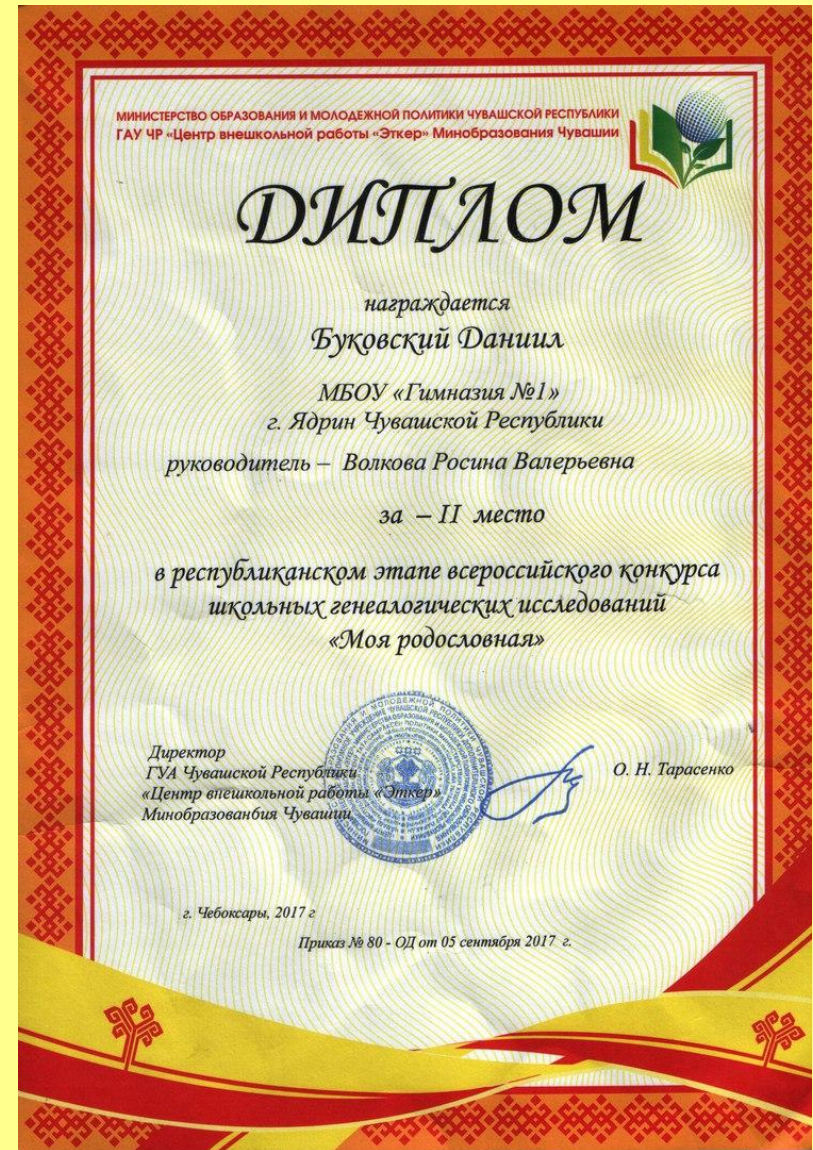 МИНИСТЕРСТВО ОБРАЗОВАНИЯ И МОЛОДЕЖНОЙ ПОЛИТИКИ ЧУВАШСКОЙ РЕСПУБЛИКИ
ГАУ ЧР «Центр внешкольной работы «Эткер» Минобразования Чувашии
ДИПЛОМ
награждается
Буковский Даниил
МБОУ «Гимназия №1»
г. Ядрин Чувашской Республики
руководитель – Волкова Росина Валерьевна
за – II место
в республиканском этапе всероссийского конкурса
школьных генеалогических исследований
«Моя родословная»
Директор
ГУА Чувашской Республики
«Центр внешкольной работы «Эткер»
Минобразованбия Чувашии
О. Н. Тарасенко
г. Чебоксары, 2017 г
Приказ № 80 - ОД от 05 сентября 2017 г.